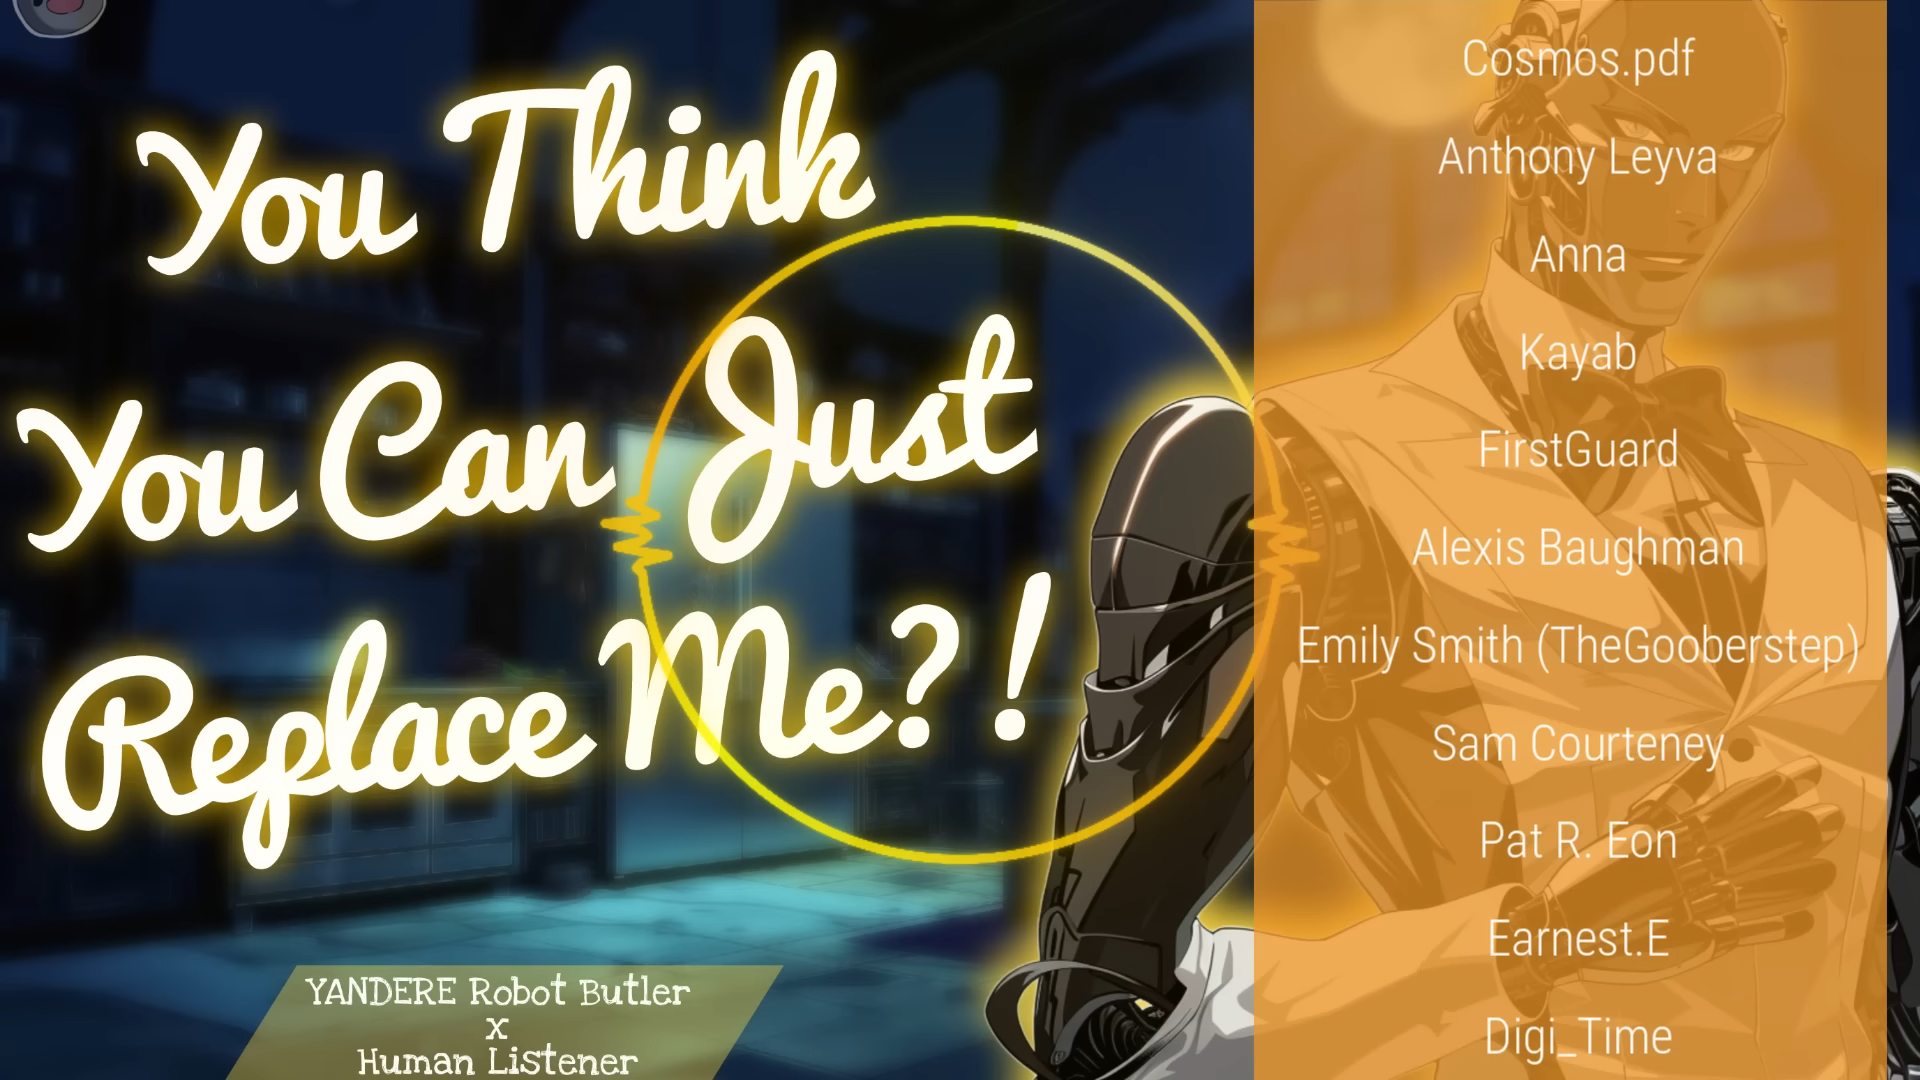 You Think
You Can Just
Replace Me?!
YANDERE Robot Butler
x
Human Listener
Cosmos.pdf
Anthony Leyva
Anna
Kayab
FirstGuard
Alexis Baughman
Emily Smith (TheGooberstep)
Sam Courteney
Pat R. Eon
Earnest.E
Digi_Time